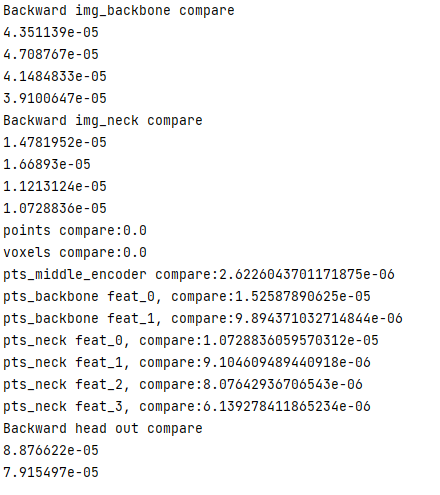 Backward img_backbone compare
4.351139e-05
4.708767e-05
4.1484833e-05
3.9100647e-05
Backward img_neck compare
1.4781952e-05
1.66893e-05
1.1213124e-05
1.0728836e-05
points compare:0.0
voxels compare:0.0
pts_middle_encoder compare:2.6226043701171875e-06
pts_backbone feat_0, compare:1.52587890625e-05
pts_backbone feat_1, compare:9.894371032714844e-06
pts_neck feat_0, compare:1.0728836059570312e-05
pts_neck feat_1, compare:9.104609489440918e-06
pts_neck feat_2, compare:8.07642936706543e-06
pts_neck feat_3, compare:6.139278411865234e-06
Backward head out compare
8.876622e-05
7.915497e-05